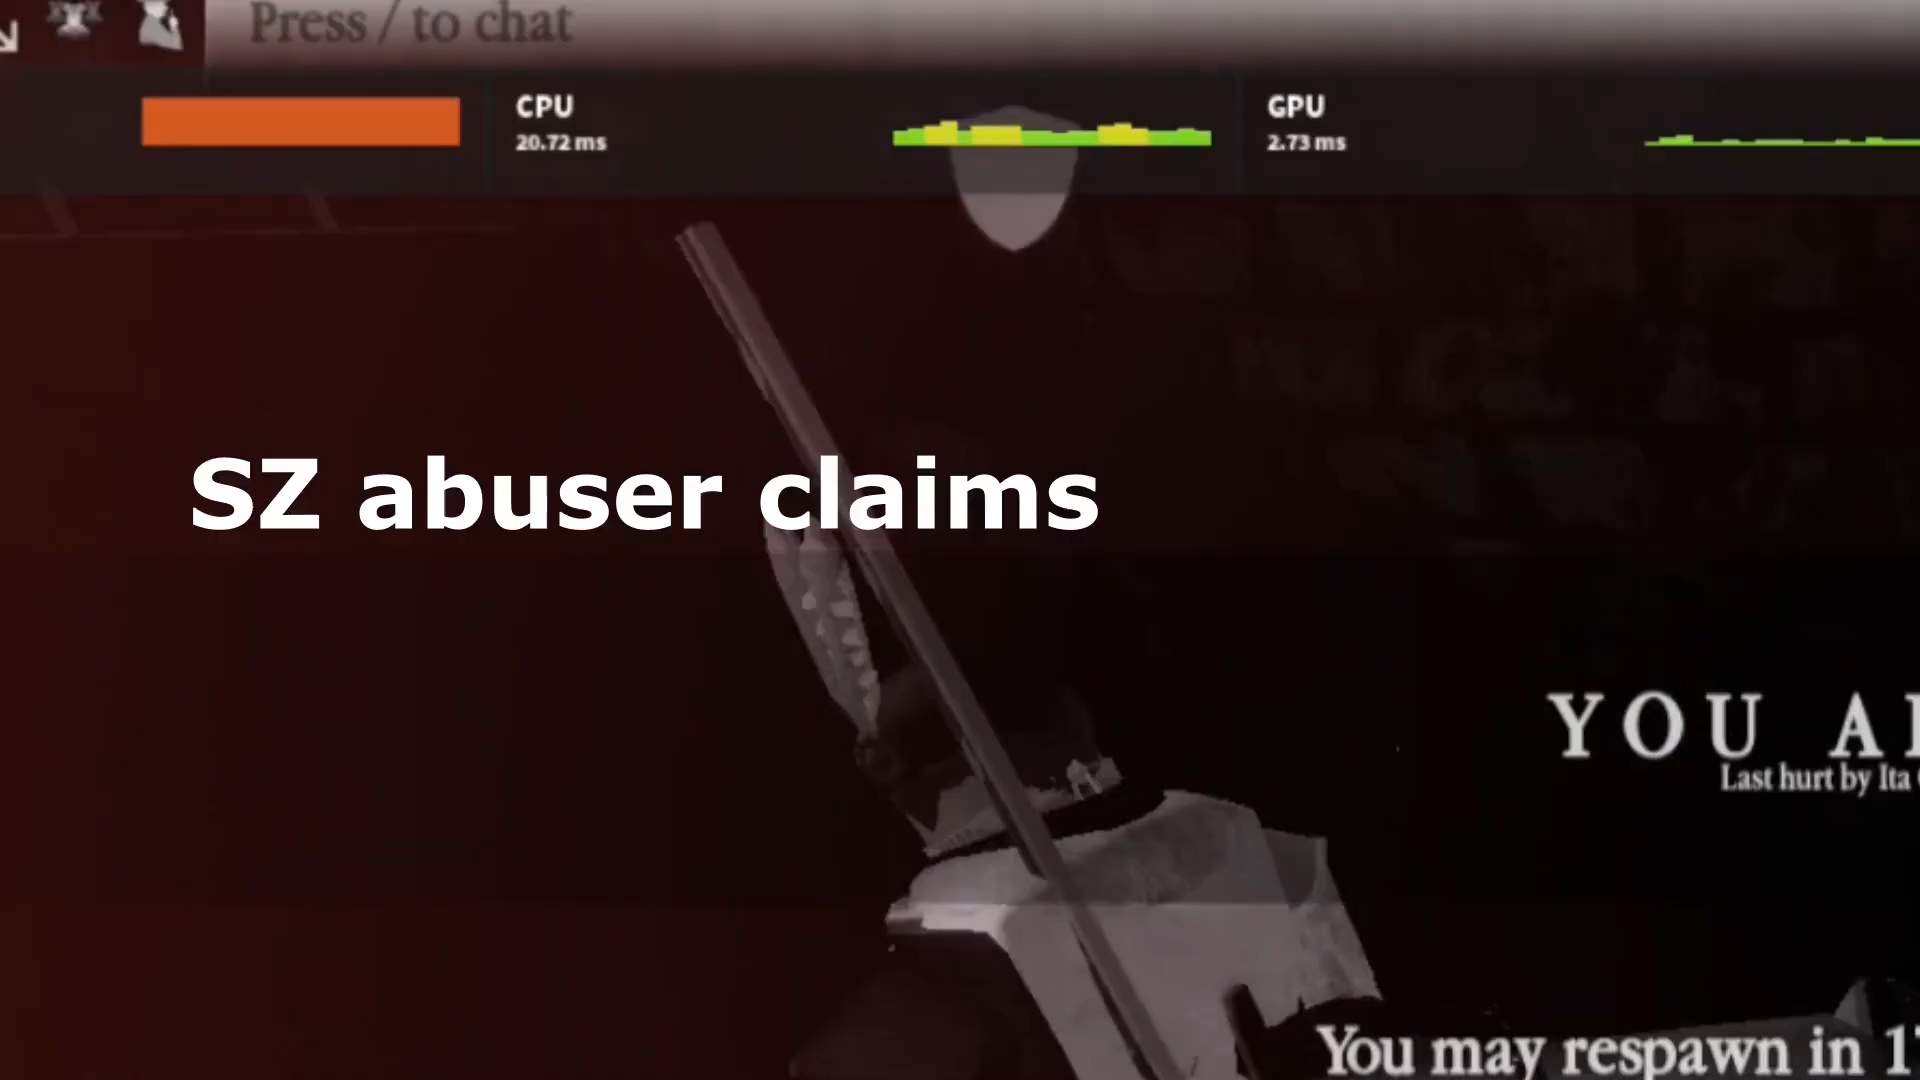 Press / to chat
CPU
20.72 ms
GPU
2.73 ms
SZ abuser claims
YOU
Last hurt by Ita
You may respawn in